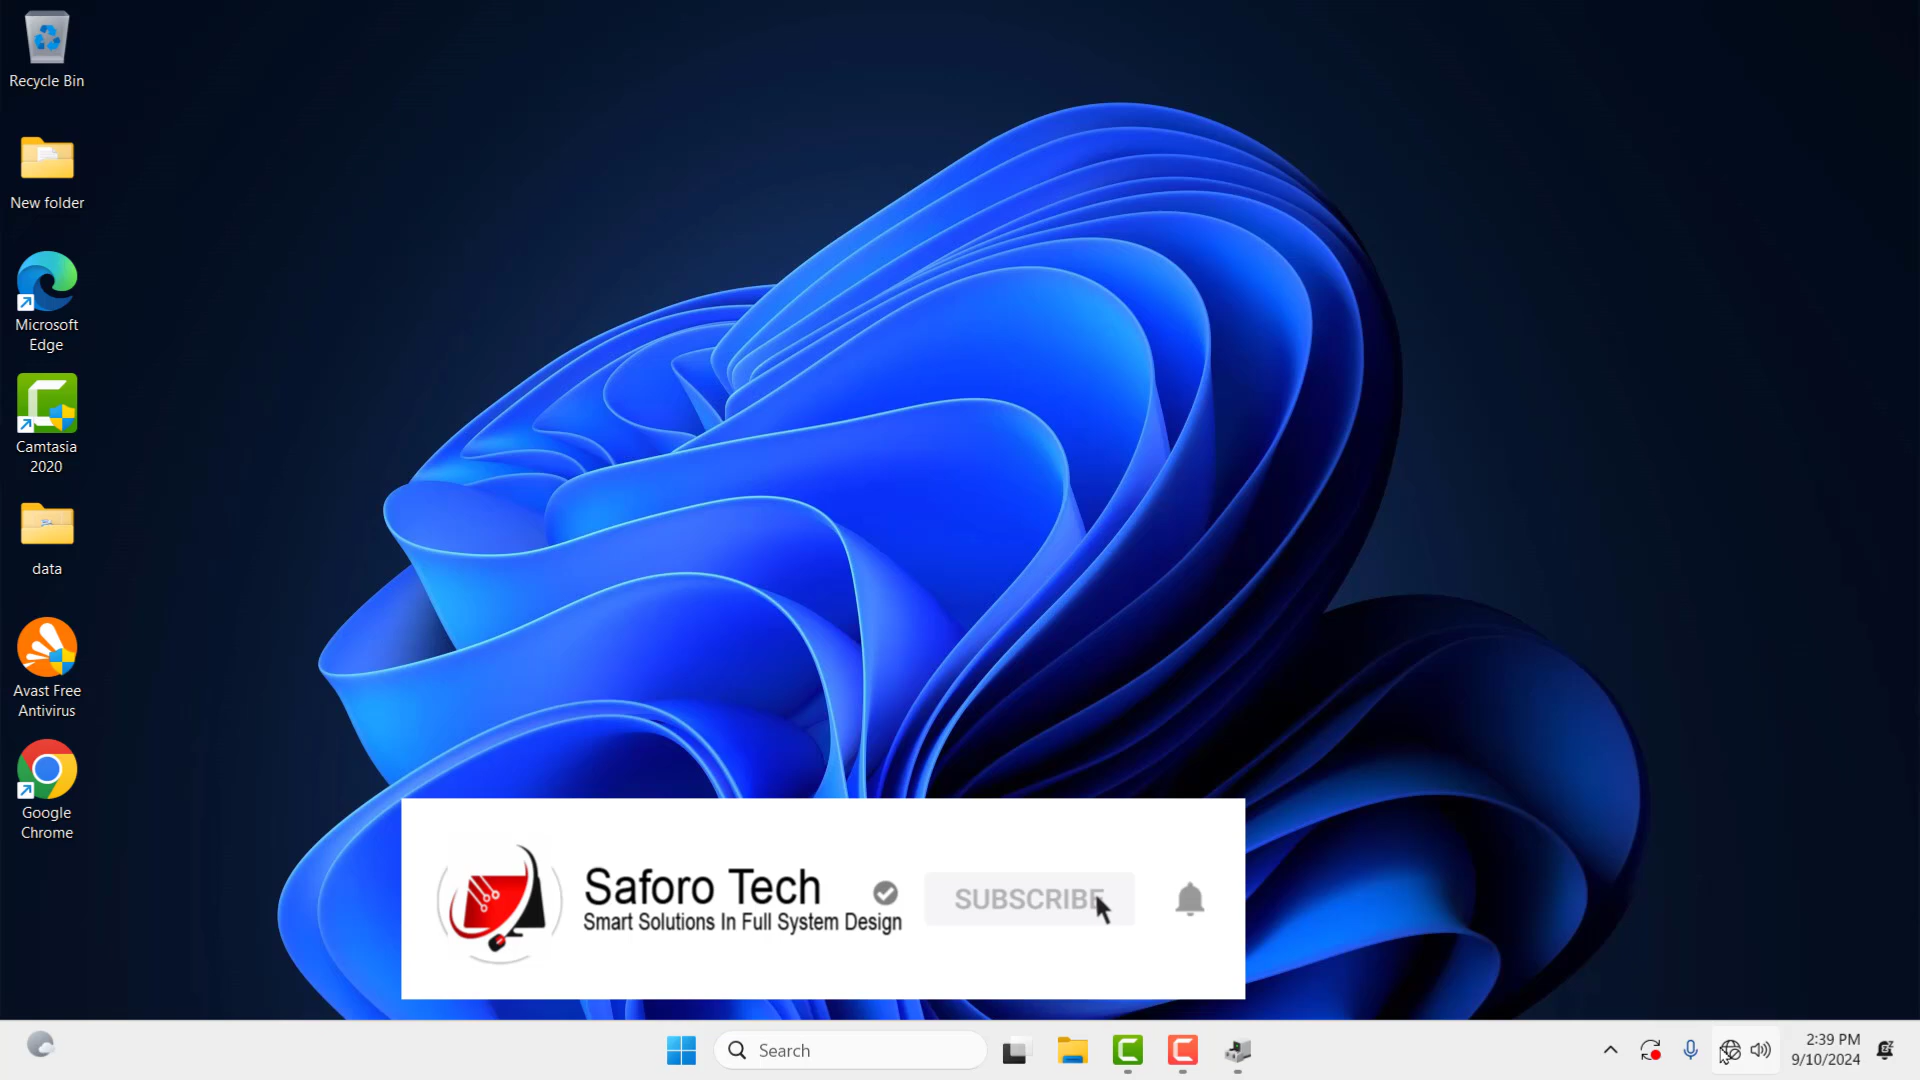 Recycle Bin
New folder
Microsoft
Edge
Camtasia
2020
data
Avast Free
Antivirus
Google
Chrome
Saforo Tech
Smart Solutions In Full System Design
SUBSCRIBE
Search
2:39 PM
9/10/2024